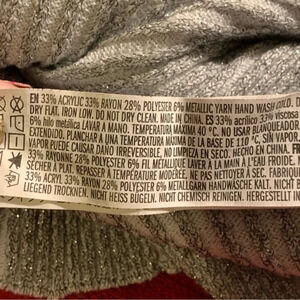 EN 33% ACRYLIC 33% RAYON 28% POLYESTER 6% METALLIC YARN HAND WASH COLD. D
DRY FLAT. IRON LOW. DO NOT DRY CLEAN. MADE IN CHINA. ES 33% acrílico 33% viscosa
6% hilo metálico LAVAR A MANO. TEMPERATURA MÁXIMA 40 °C. NO USAR BLANQUEADOR
EXTENDIDO. PLANCHAR A UNA TEMPERATURA MÁXIMA DE LA BASE DE 110 °C. SIN VAPOR
VAPOR PUEDE CAUSAR DAÑO IRREVERSIBLE, NO LIMPIEZA EN SECO. HECHO EN CHINA. FR
33% RAYONNE 28% POLYESTER 6% FIL MÉTALLIQUE LAVER À LA MAIN À L'EAU FROIDE.
SÉCHER À PLAT. REPASSER À TEMPÉRATURE MODÉRÉE. NE PAS NETTOYER À SEC. FABRIQU
33% ACRYL 33% RAYON 28% POLYESTER 6% METALLGARN HANDWÄSCHE KALT. NICHT
LIEGEND TROCKNEN. NICHT HEISS BÜGELN. NICHT CHEMISCH REINIGEN. HERGESTELLT IN